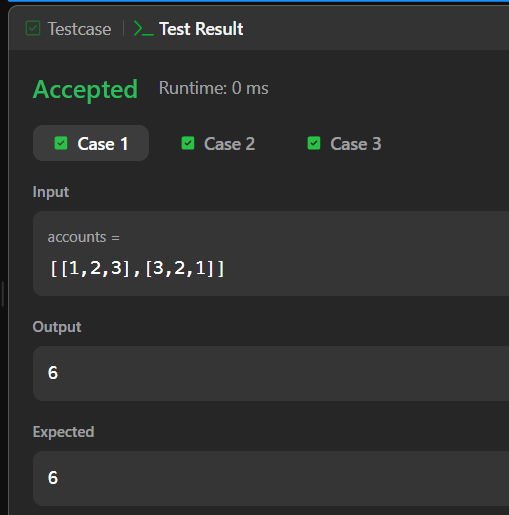 Testcase >_ Test Result
Accepted Runtime: 0 ms
Case 1 Case 2 Case 3
Input
accounts =
[[1,2,3],[3,2,1]]
Output
6
Expected
6